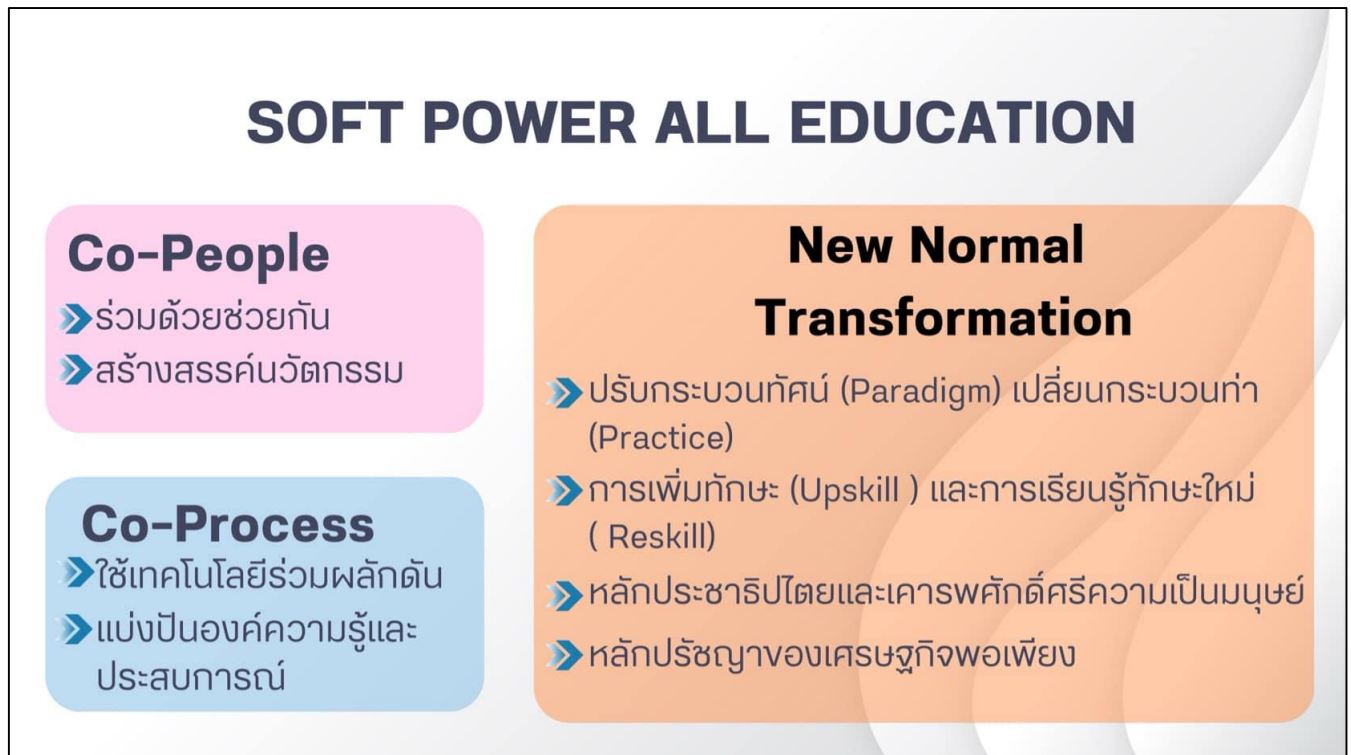 SOFT POWER ALL EDUCATION
Co-People
ร่วมด้วยช่วยกัน
สร้างสรรค์นวัตกรรม
Co-Process
ใช้เทคโนโลยีร่วมผลักดัน
แบ่งปันองค์ความรู้และ
ประสบการณ์
New Normal
Transformation
ปรับกระบวนทัศน์ (Paradigm) เปลี่ยนกระบวนท่า
(Practice)
การเพิ่มทักษะ (Upskill ) และการเรียนรู้ทักษะใหม่
( Reskill)
หลักประชาธิปไตยและเคารพศักดิ์ศรีความเป็นมนุษย์
หลักปรัชญาของเศรษฐกิจพอเพียง